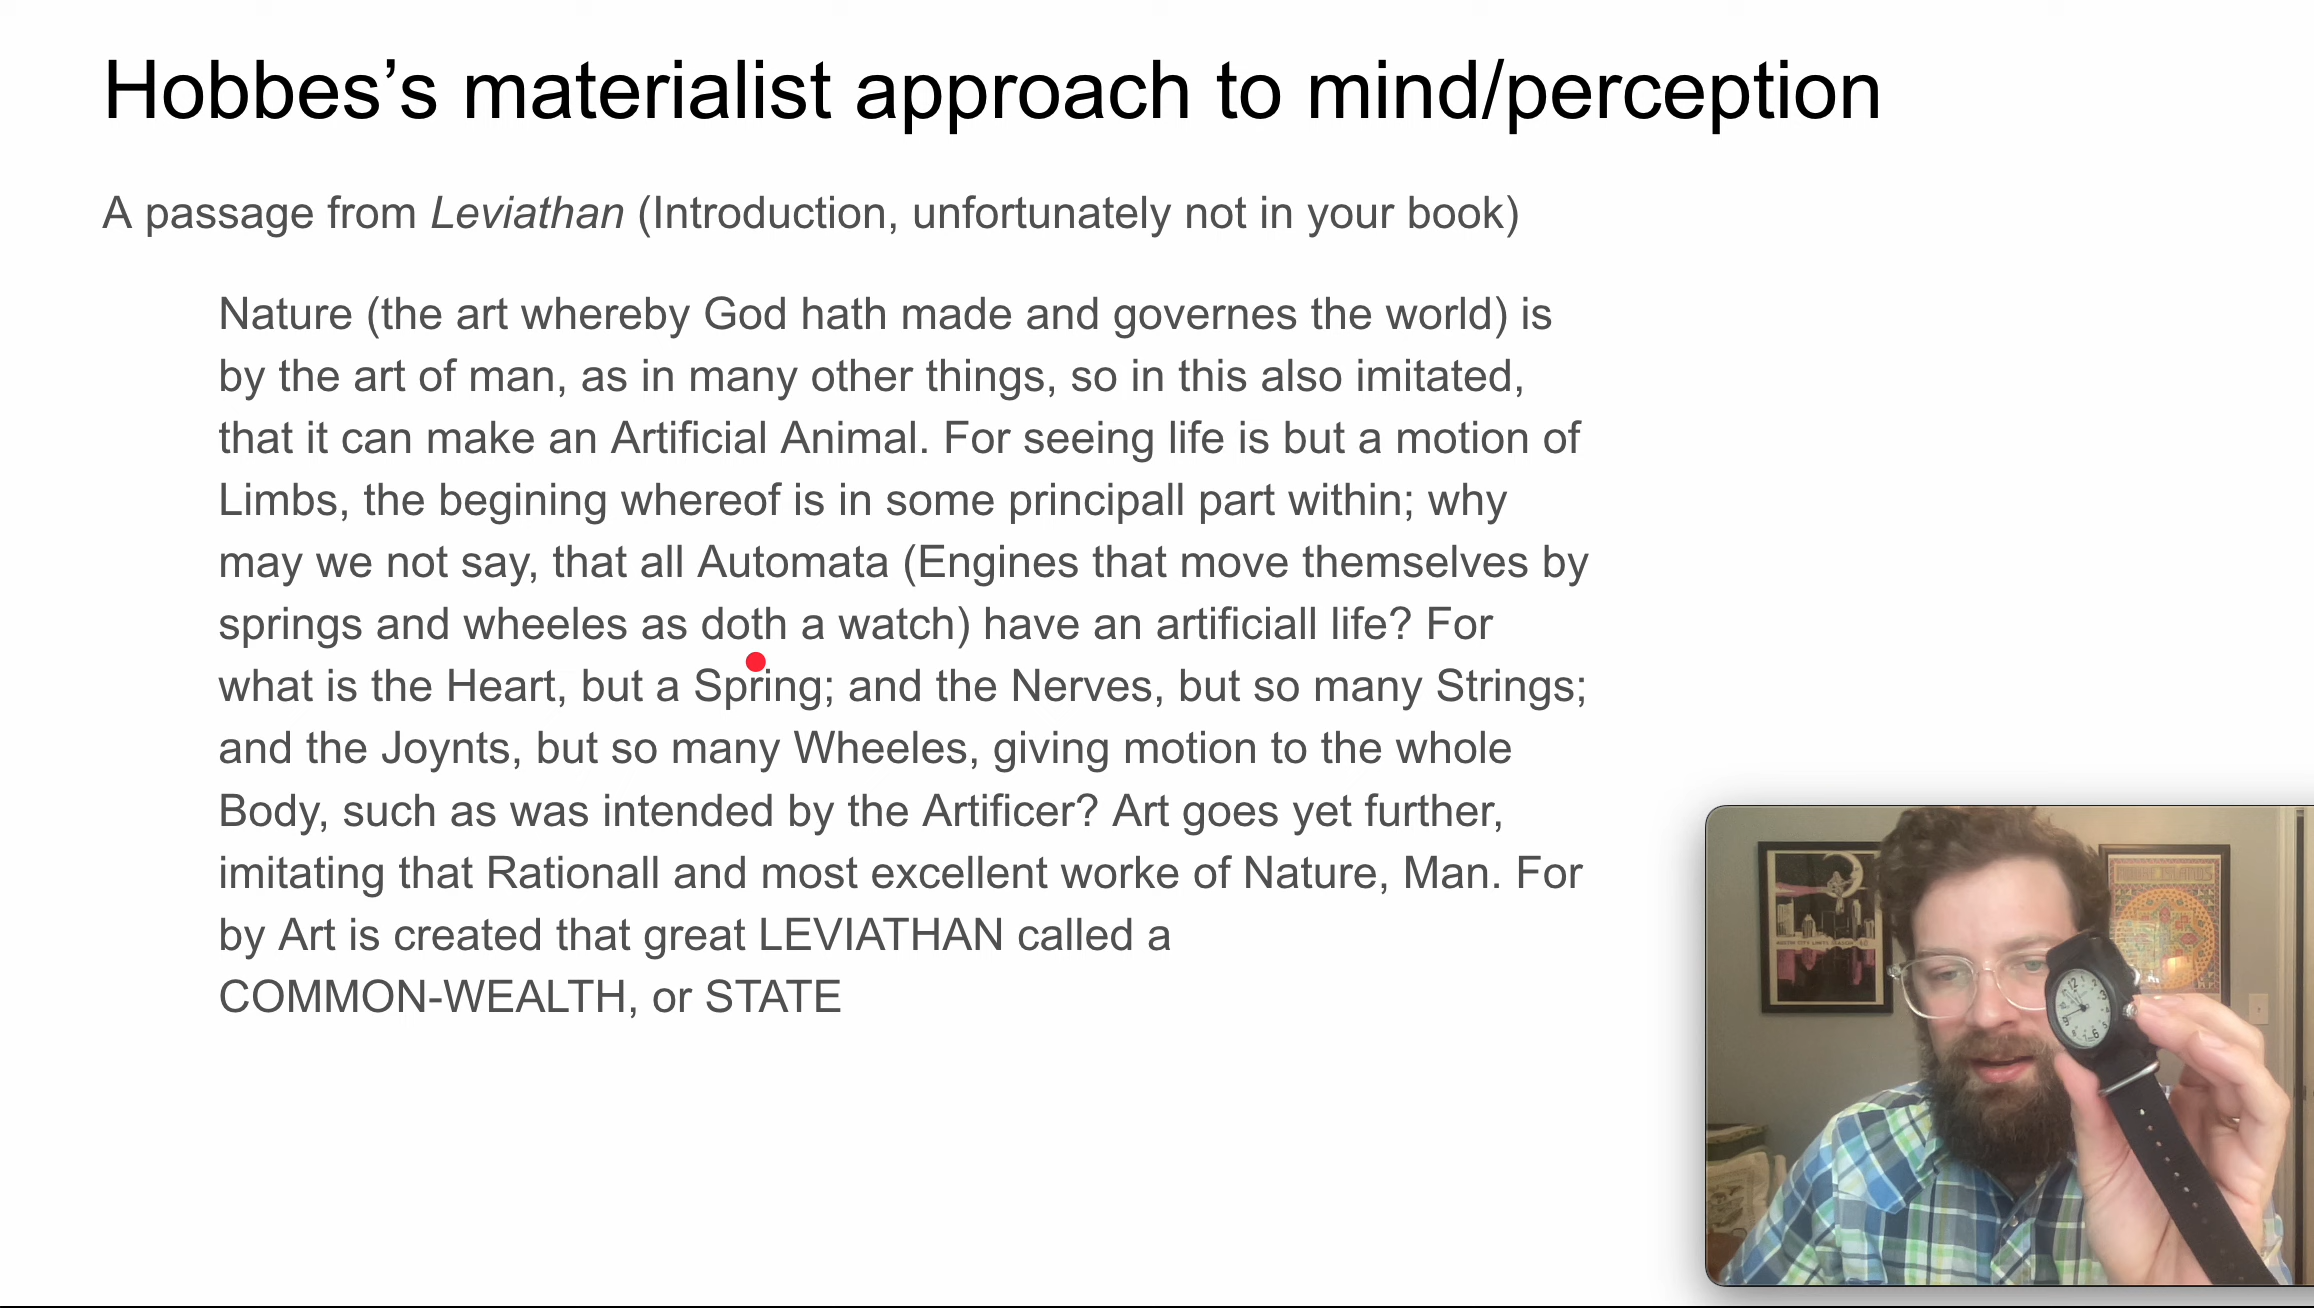 Hobbes’s materialist approach to mind/perception
A passage from Leviathan (Introduction, unfortunately not in your book)
Nature (the art whereby God hath made and governes the world) is
by the art of man, as in many other things, so in this also imitated,
that it can make an Artificial Animal. For seeing life is but a motion of
Limbs, the begining whereof is in some principall part within; why
may we not say, that all Automata (Engines that move themselves by
springs and wheeles as doth a watch) have an artificiall life? For
what is the Heart, but a Spring; and the Nerves, but so many Strings;
and the Joynts, but so many Wheeles, giving motion to the whole
Body, such as was intended by the Artificer? Art goes yet further,
imitating that Rationall and most excellent worke of Nature, Man. For
by Art is created that great LEVIATHAN called a
COMMON-WEALTH, or STATE
12